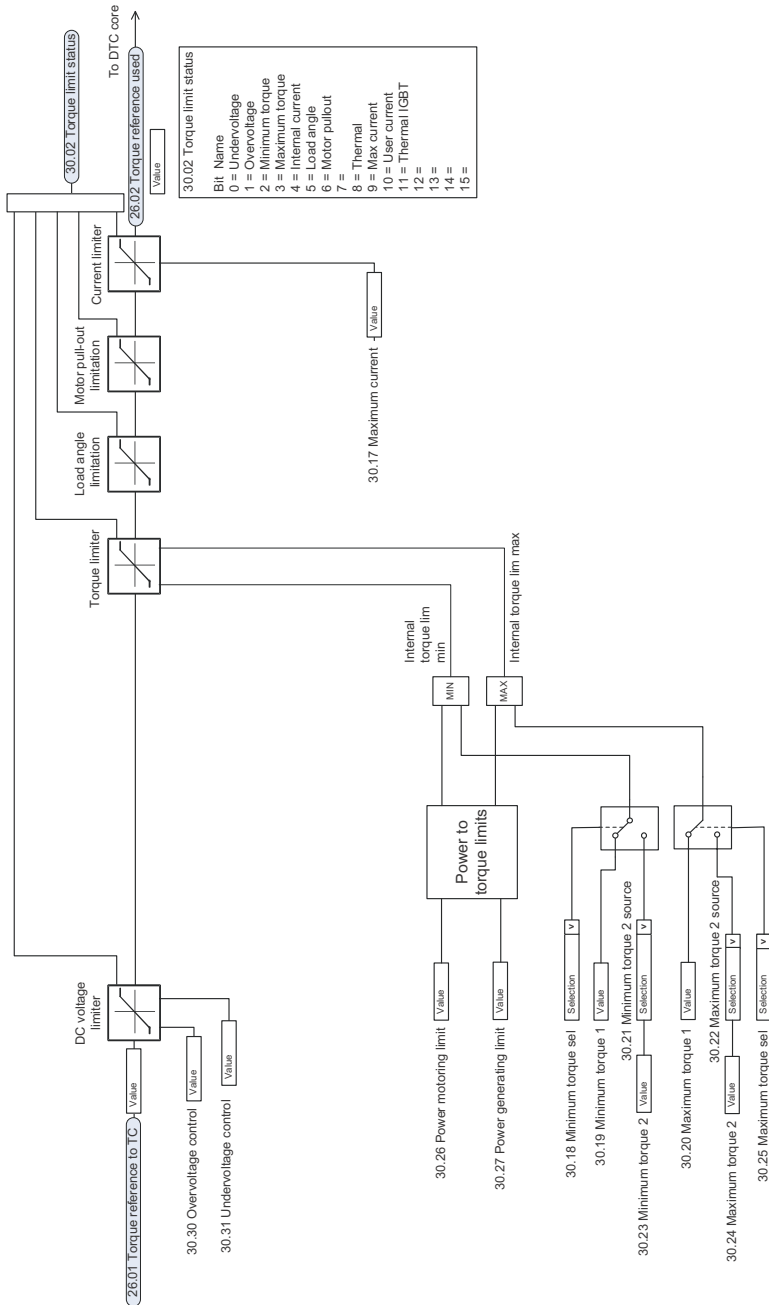 30.02 Torque limit status
To DTC core
26.01 Torque reference to TC
Value
DC voltage
limiter
Torque limiter
Load angle
limitation
Motor pull-out
limitation
Current limiter
26.02 Torque reference used
Value
30.30 Overvoltage control
Value
30.31 Undervoltage control
Value
30.02 Torque limit status
Bit Name
0 = Undervoltage
1 = Overvoltage
2 = Minimum torque
3 = Maximum torque
4 = Internal current
5 = Load angle
6 = Motor pullout
7 =
8 = Thermal
9 = Max current
10 = User current
11 = Thermal IGBT
12 =
13 =
14 =
15 =
30.17 Maximum current
Value
30.26 Power motoring limit
Value
30.27 Power generating limit
Value
Power to
torque limits
MIN
MAX
Internal
torque lim
min
Internal torque lim max
30.18 Minimum torque sel
Selection
v
30.19 Minimum torque 1
Value
30.21 Minimum torque 2 source
30.23 Minimum torque 2
Value
Selection
v
30.20 Maximum torque 1
Value
30.22 Maximum torque 2 source
30.24 Maximum torque 2
Value
Selection
v
30.25 Maximum torque sel
Selection
v